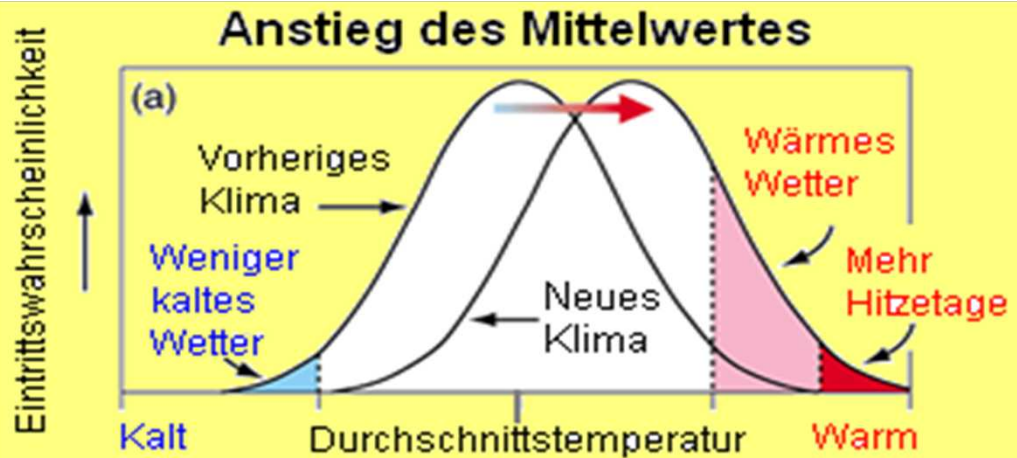 Anstieg des Mittelwertes
Eintrittswahrscheinlichkeit
(a)
Vorheriges
Klima
Weniger
kaltes
Wetter
Neues
Klima
Wärmes
Wetter
Mehr
Hitzetage
Kalt
Durchschnittstemperatur
Warm